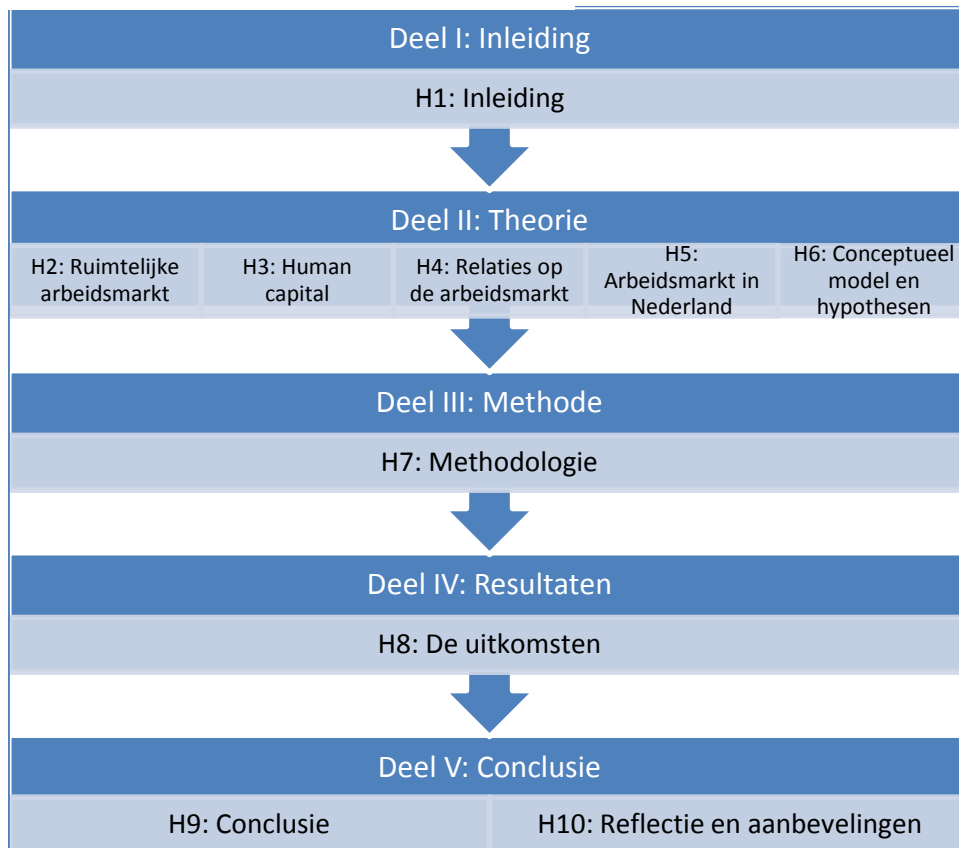 Deel I: Inleiding
H1: Inleiding
Deel II: Theorie
H2: Ruimtelijke
arbeidsmarkt
H3: Human
capital
H4: Relaties op
de arbeidsmarkt
H5:
Arbeidsmarkt in
Nederland
H6: Conceptueel
model en
hypothesen
Deel III: Methode
H7: Methodologie
Deel IV: Resultaten
H8: De uitkomsten
Deel V: Conclusie
H9: Conclusie
H10: Reflectie en aanbevelingen